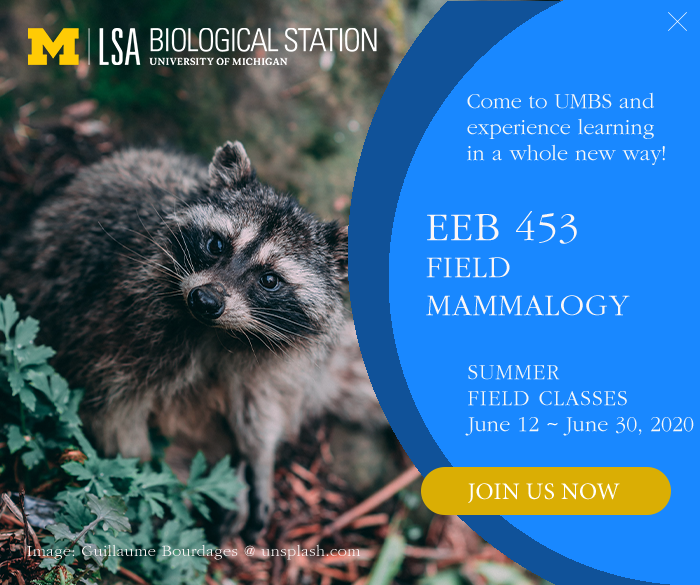 M | LSA BIOLOGICAL STATION
UNIVERSITY OF MICHIGAN
Come to UMBS and
experience learning
in a whole new way!
EEB 453
FIELD
MAMMALOGY
SUMMER
FIELD CLASSES
June 12 ~ June 30, 2020
JOIN US NOW
Image: Guillaume Bourdages @ unsplash.com